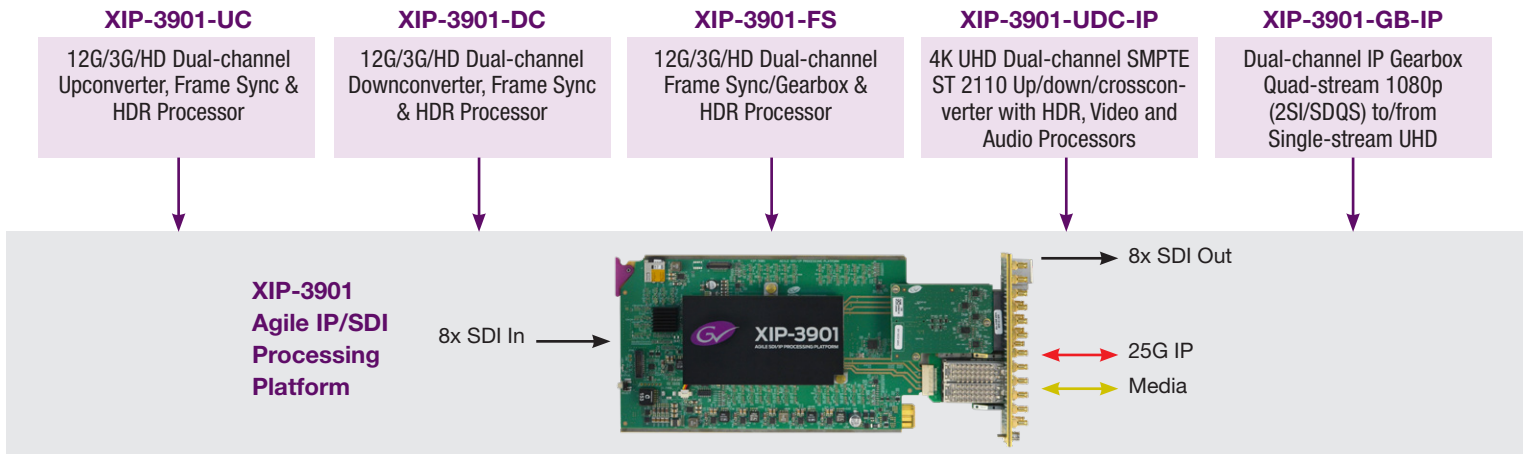 XIP-3901-UC
12G/3G/HD Dual-channel
Upconverter, Frame Sync &
HDR Processor
XIP-3901-DC
12G/3G/HD Dual-channel
Downconverter, Frame Sync
& HDR Processor
XIP-3901-FS
12G/3G/HD Dual-channel
Frame Sync/Gearbox &
HDR Processor
XIP-3901-UDC-IP
4K UHD Dual-channel SMPTE
ST 2110 Up/down/crosscon-
verter with HDR, Video and
Audio Processors
XIP-3901-GB-IP
Dual-channel IP Gearbox
Quad-stream 1080p
(2SI/SDQS) to/from
Single-stream UHD
XIP-3901
Agile IP/SDI
Processing
Platform
8x SDI In
GV
XIP-3901
AGILE SDI/IP PROCESSING PLATFORM
8x SDI Out
25G IP
Media